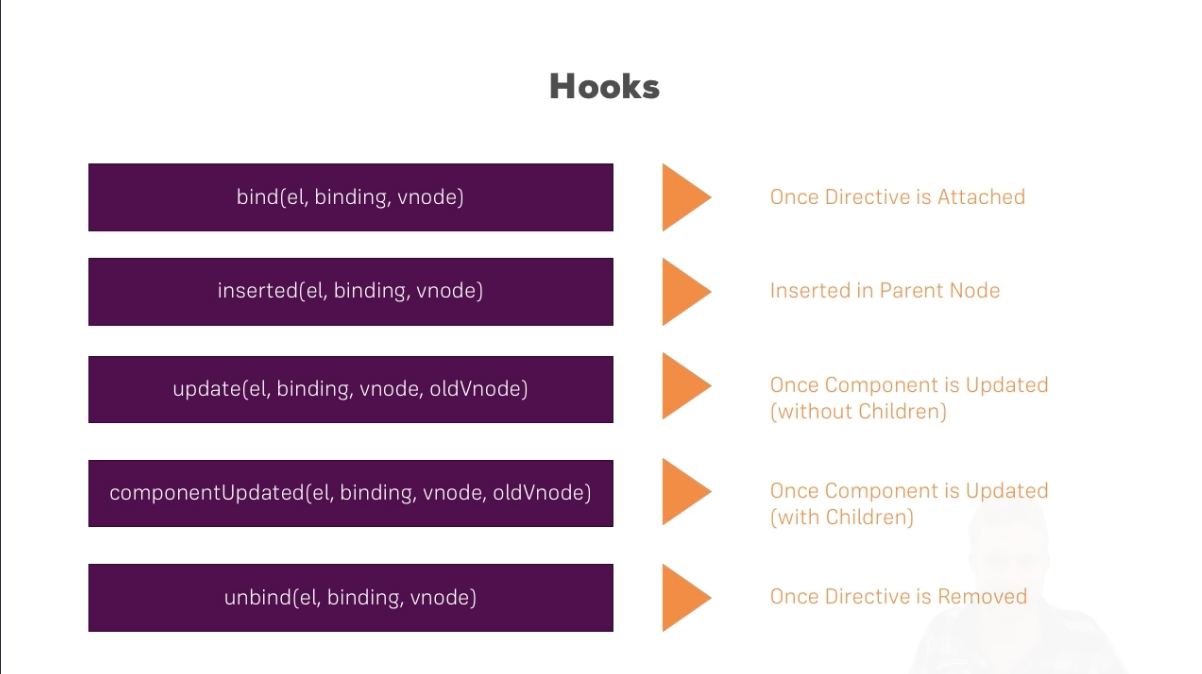 Hooks
bind(el, binding, vnode)
Once Directive is Attached
inserted(el, binding, vnode)
Inserted in Parent Node
update(el, binding, vnode, oldVnode)
Once Component is Updated
(without Children)
componentUpdated(el, binding, vnode, oldVnode)
Once Component is Updated
(with Children)
unbind(el, binding, vnode)
Once Directive is Removed